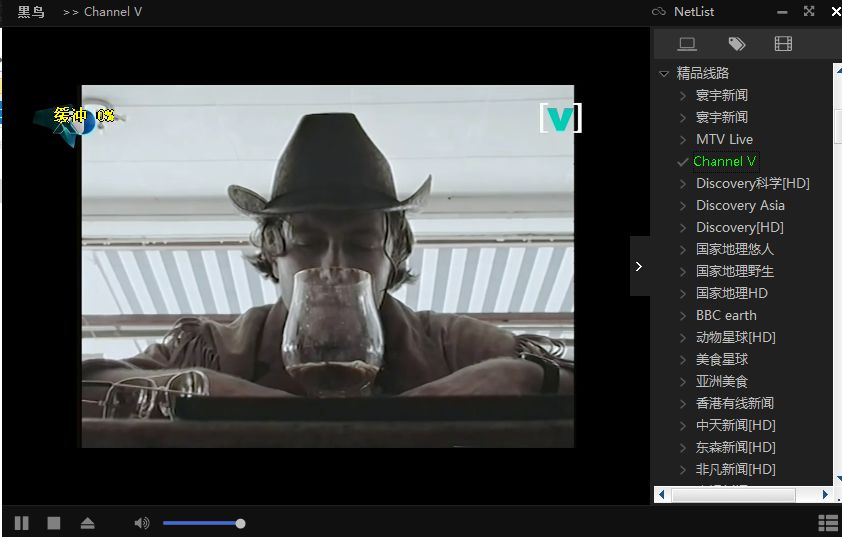 黑鸟 >> Channel V
NetList
缓冲 0%
[V]
精品线路
寰宇新闻
寰宇新闻
MTV Live
Channel V
Discovery科学[HD]
Discovery Asia
Discovery[HD]
国家地理悠人
国家地理野生
国家地理HD
BBC earth
动物星球[HD]
美食星球
亚洲美食
香港有线新闻
中天新闻[HD]
东森新闻[HD]
非凡新闻[HD]